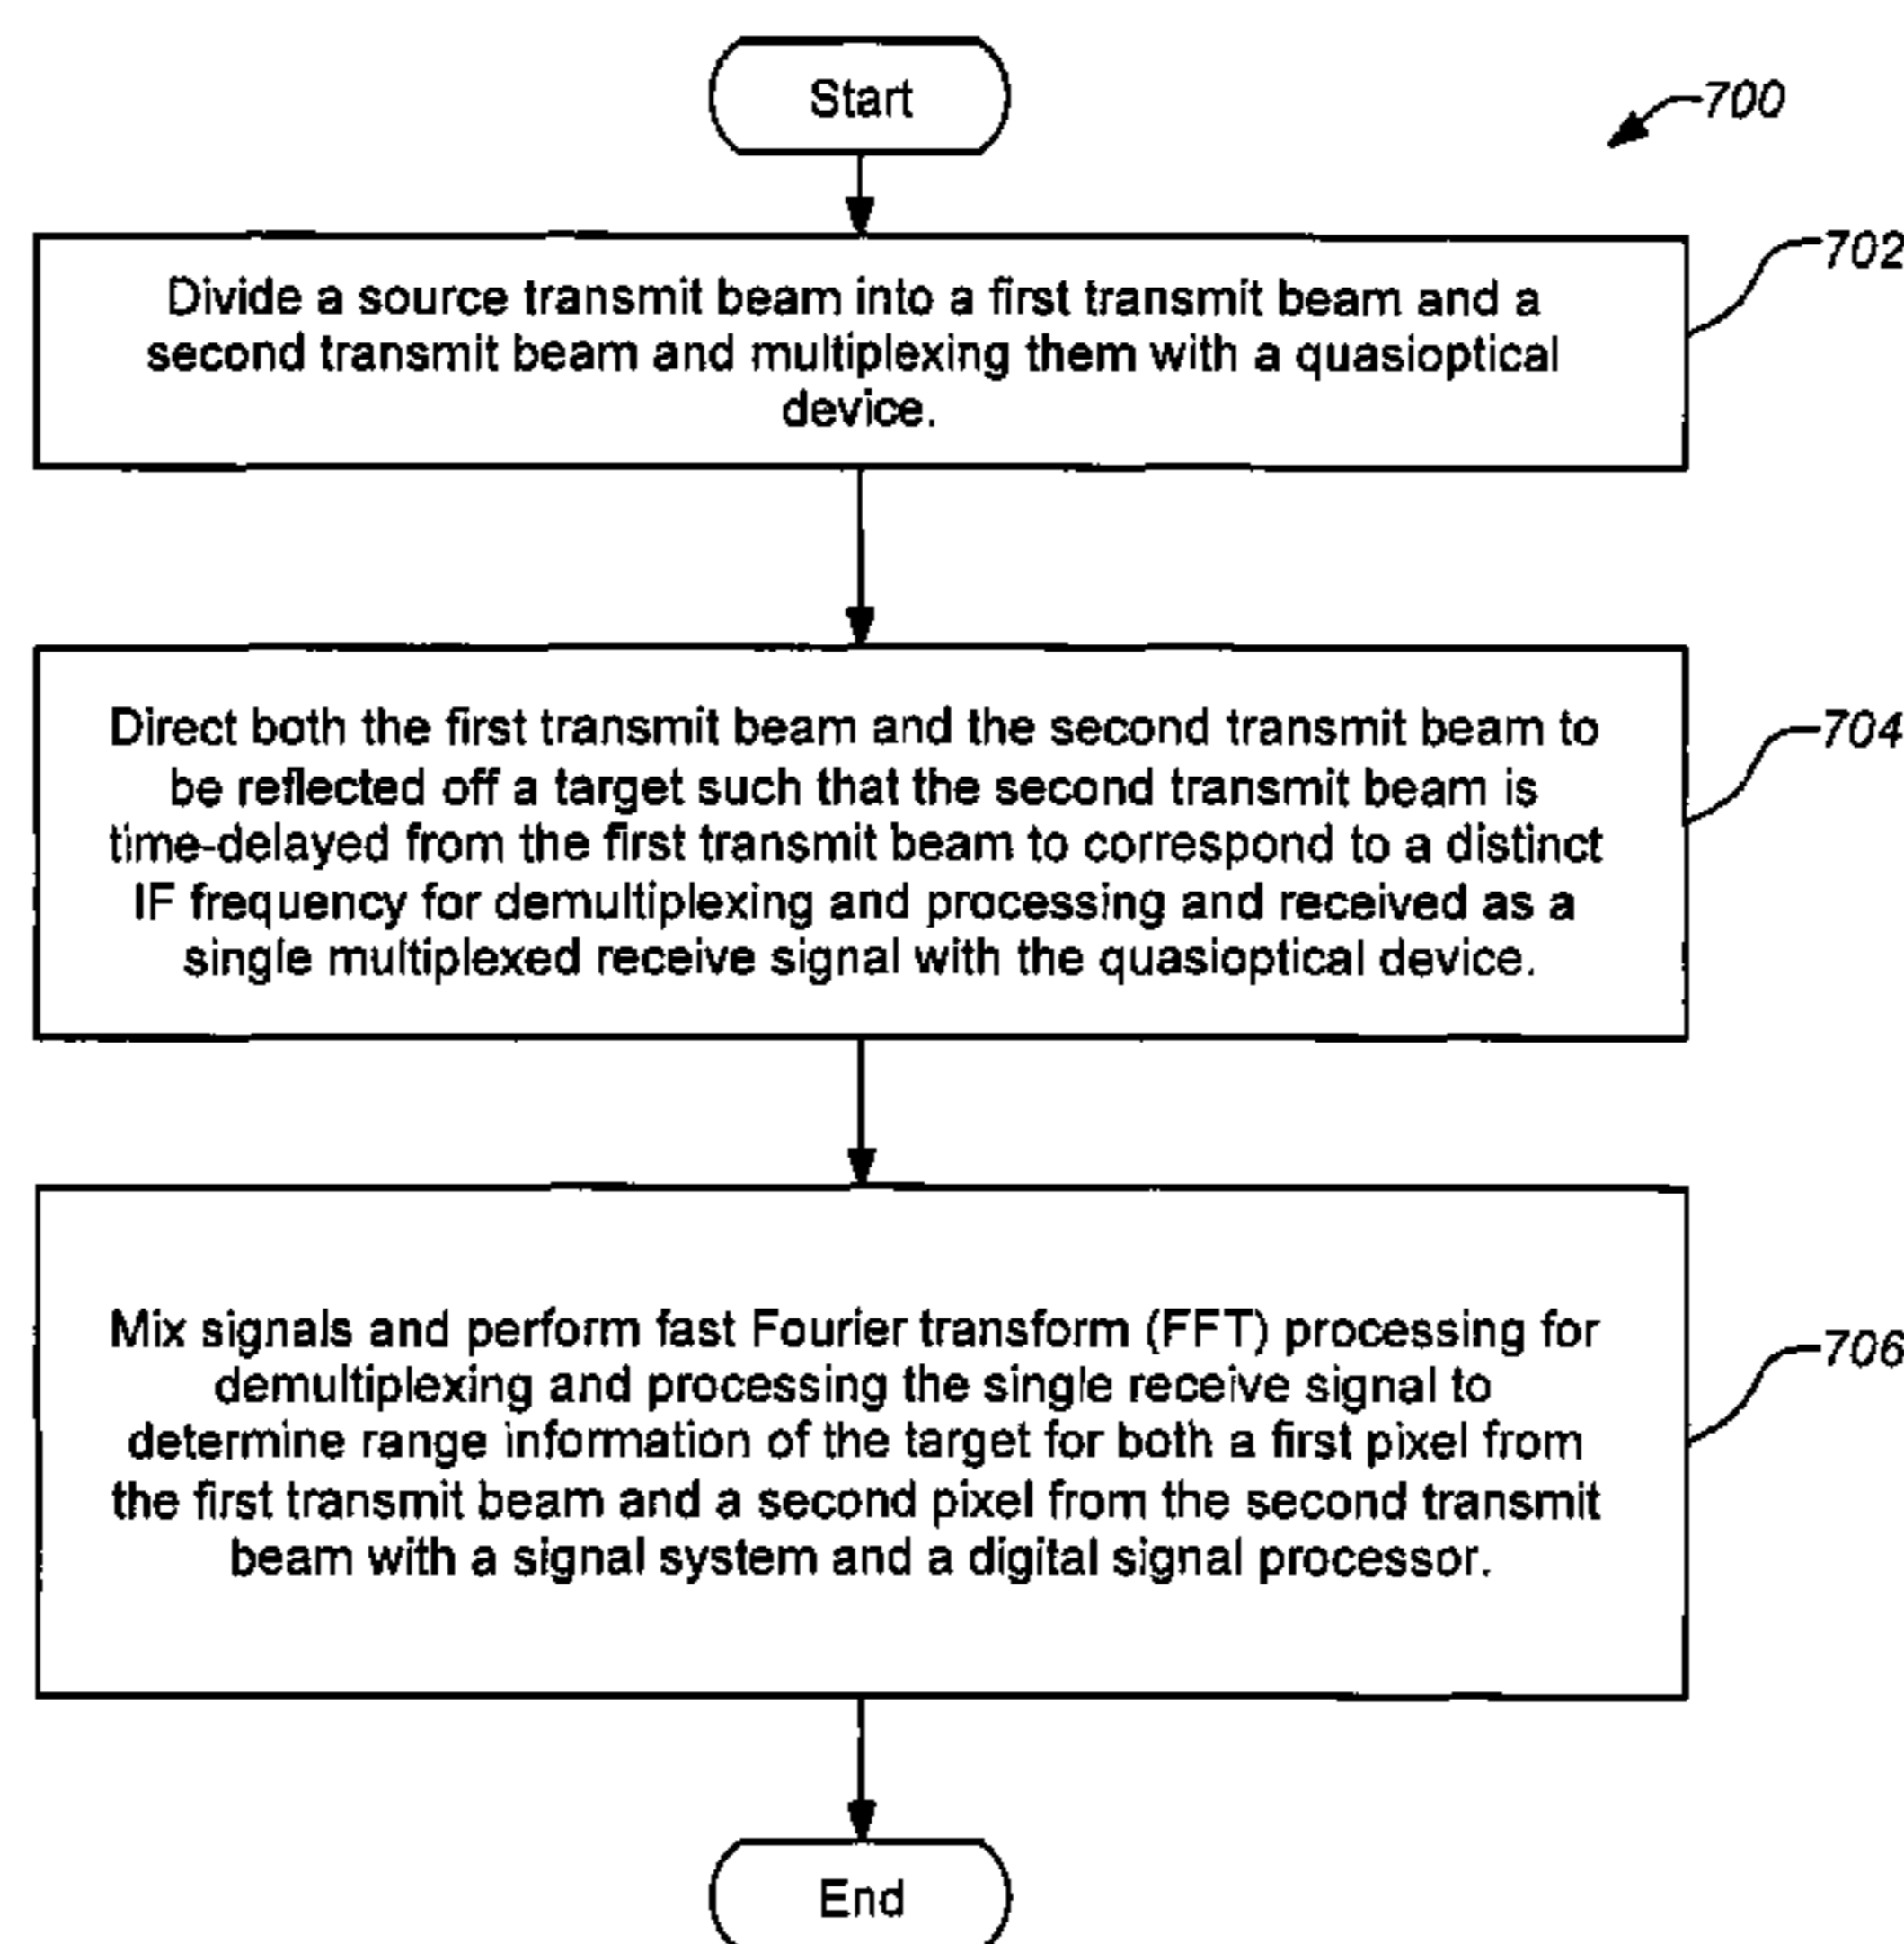 Start
700
702
Divide a source transmit beam into a first transmit beam and a
second transmit beam and multiplexing them with a quasioptical
device.
704
Direct both the first transmit beam and the second transmit beam to
be reflected off a target such that the second transmit beam is
time-delayed from the first transmit beam to correspond to a distinct
IF frequency for demultiplexing and processing and received as a
single multiplexed receive signal with the quasioptical device.
706
Mix signals and perform fast Fourier transform (FFT) processing for
demultiplexing and processing the single receive signal to
determine range information of the target for both a first pixel from
the first transmit beam and a second pixel from the second transmit
beam with a signal system and a digital signal processor.
End